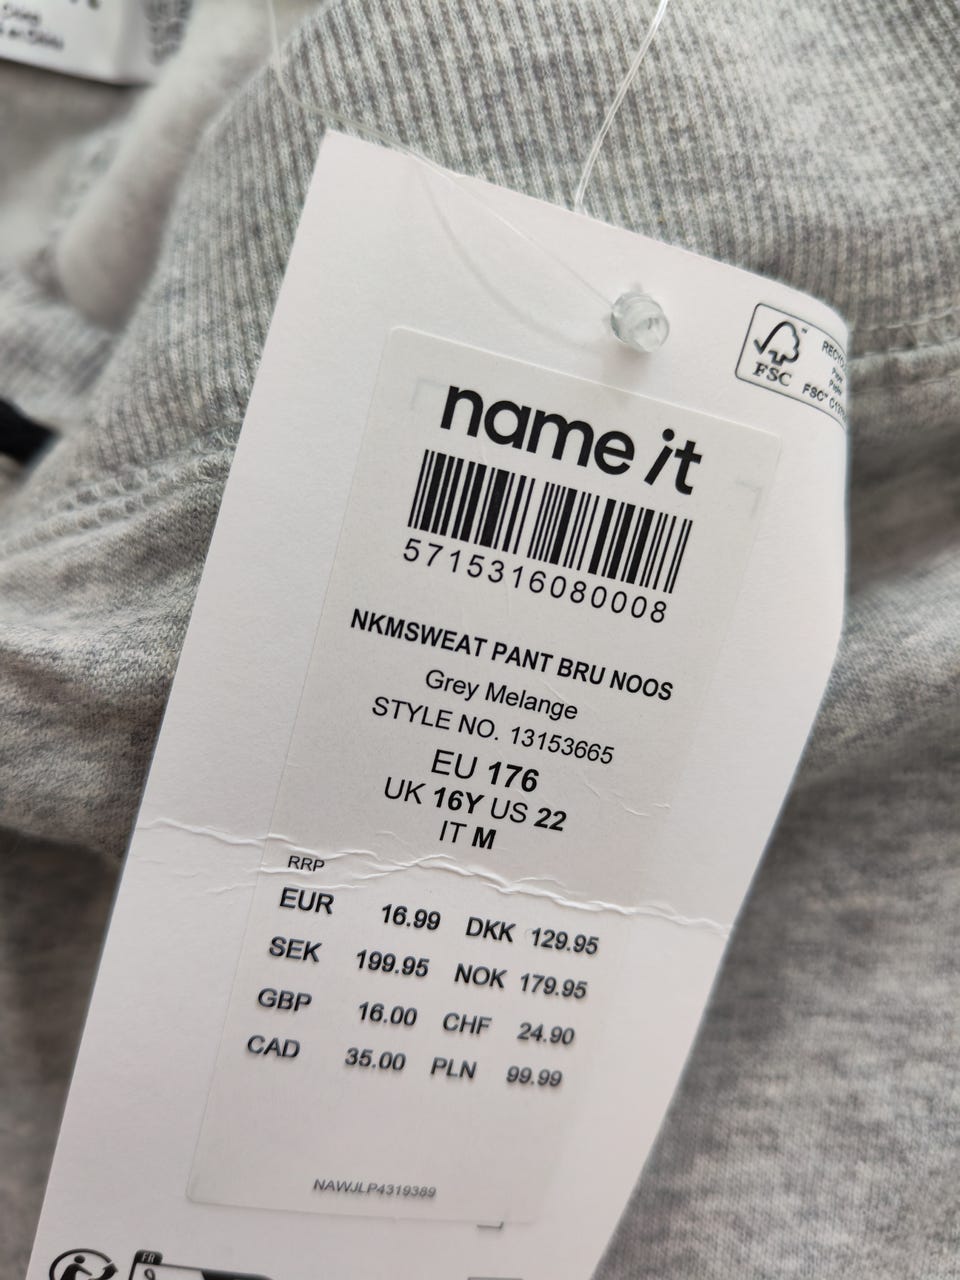 FSC™
name it
5715316080008
NKMSWEAT PANT BRU NOOS
Grey Melange
STYLE NO. 13153665
EU 176
UK 16Y US 22
IT M
RRP
EUR 16.99 DKK 129.95
SEK 199.95 NOK 179.95
GBP 16.00 CHF 24.90
CAD 35.00 PLN 99.99
NAWJLP4319389
FR